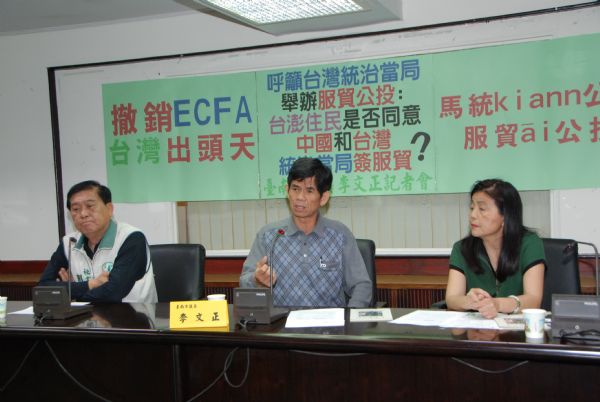 撤銷ECFA
台灣出頭天
呼籲台灣統治當局
舉辦服貿公投：
台澎住民是否同意
中國和台灣
統治當局簽服貿？
李文正記者會
馬統kiann公
服貿āi公投
臺南市議員
李文正